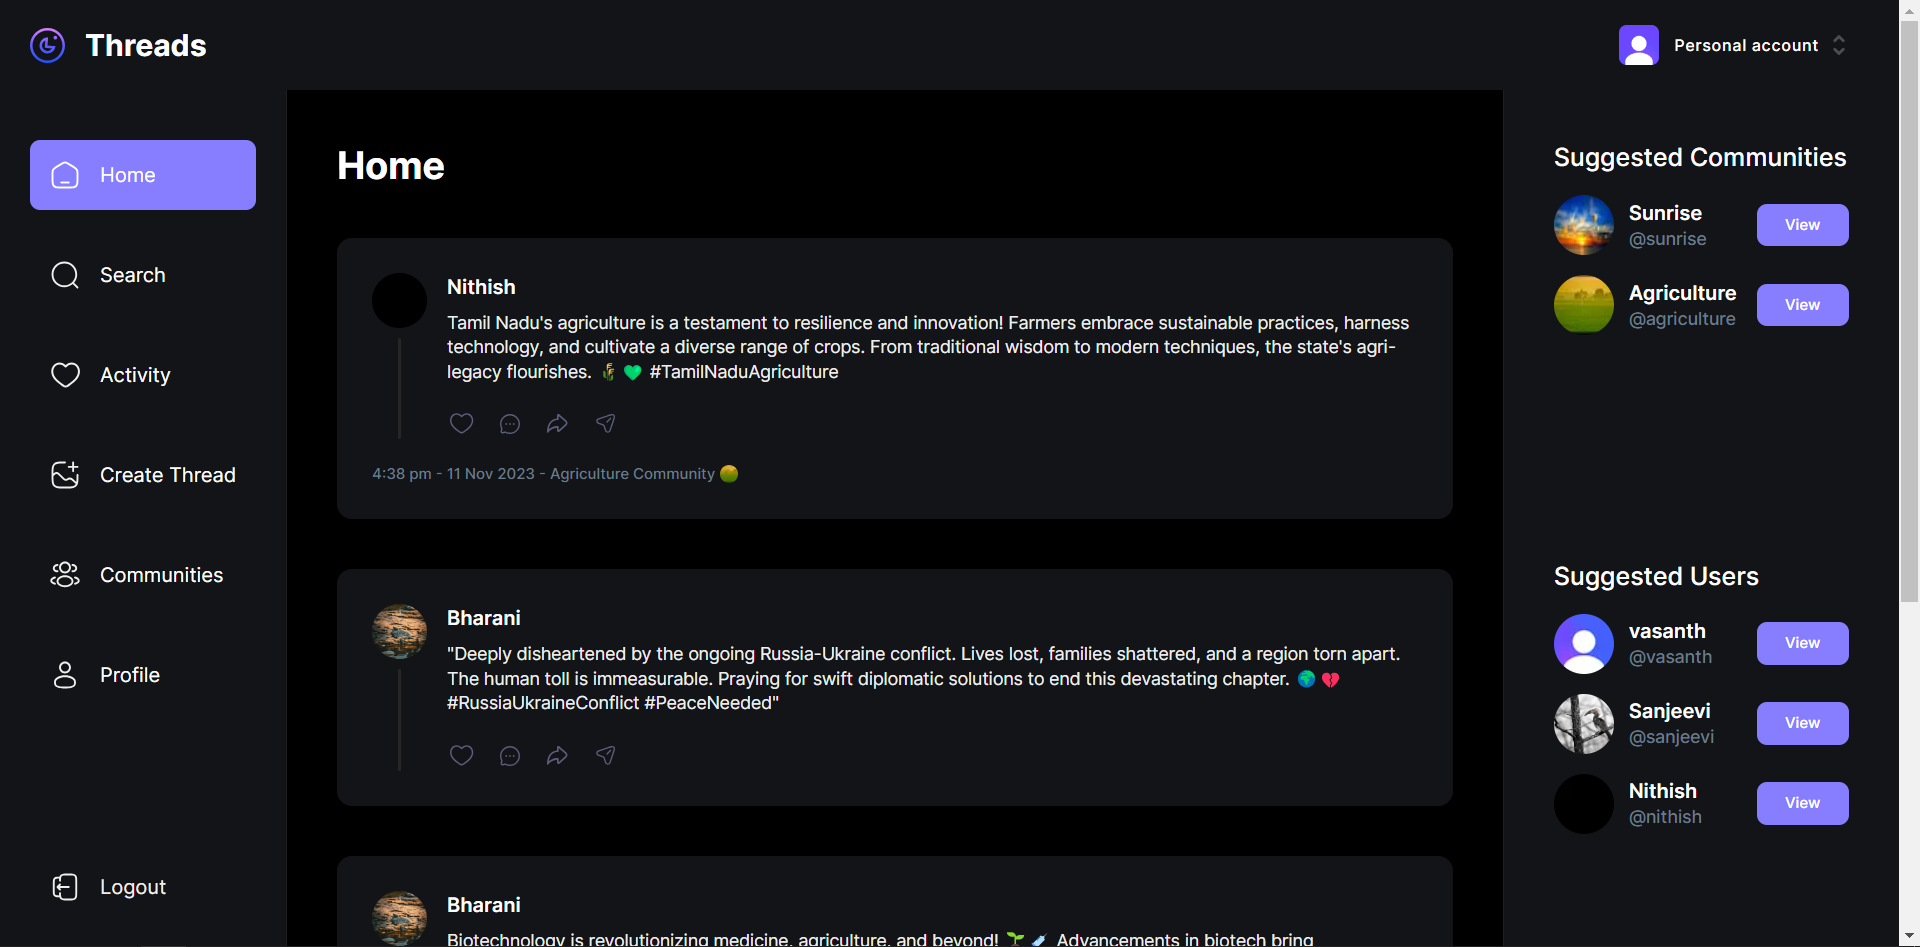 Threads
Personal account
Home
Search
Activity
Create Thread
Communities
Profile
Logout
Home
Nithish
Tamil Nadu's agriculture is a testament to resilience and innovation! Farmers embrace sustainable practices, harness
technology, and cultivate a diverse range of crops. From traditional wisdom to modern techniques, the state's agri-
legacy flourishes. 🌾 💚 #TamilNaduAgriculture
4:38 pm - 11 Nov 2023 - Agriculture Community
Bharani
"Deeply disheartened by the ongoing Russia-Ukraine conflict. Lives lost, families shattered, and a region torn apart.
The human toll is immeasurable. Praying for swift diplomatic solutions to end this devastating chapter. 🌍 💔
#RussiaUkraineConflict #PeaceNeeded"
Bharani
Biotechnology is revolutionizing medicine, agriculture, and beyond! 🌱 💉 Advancements in biotech bring
Suggested Communities
Sunrise
@sunrise
View
Agriculture
@agriculture
View
Suggested Users
vasanth
@vasanth
View
Sanjeevi
@sanjeevi
View
Nithish
@nithish
View